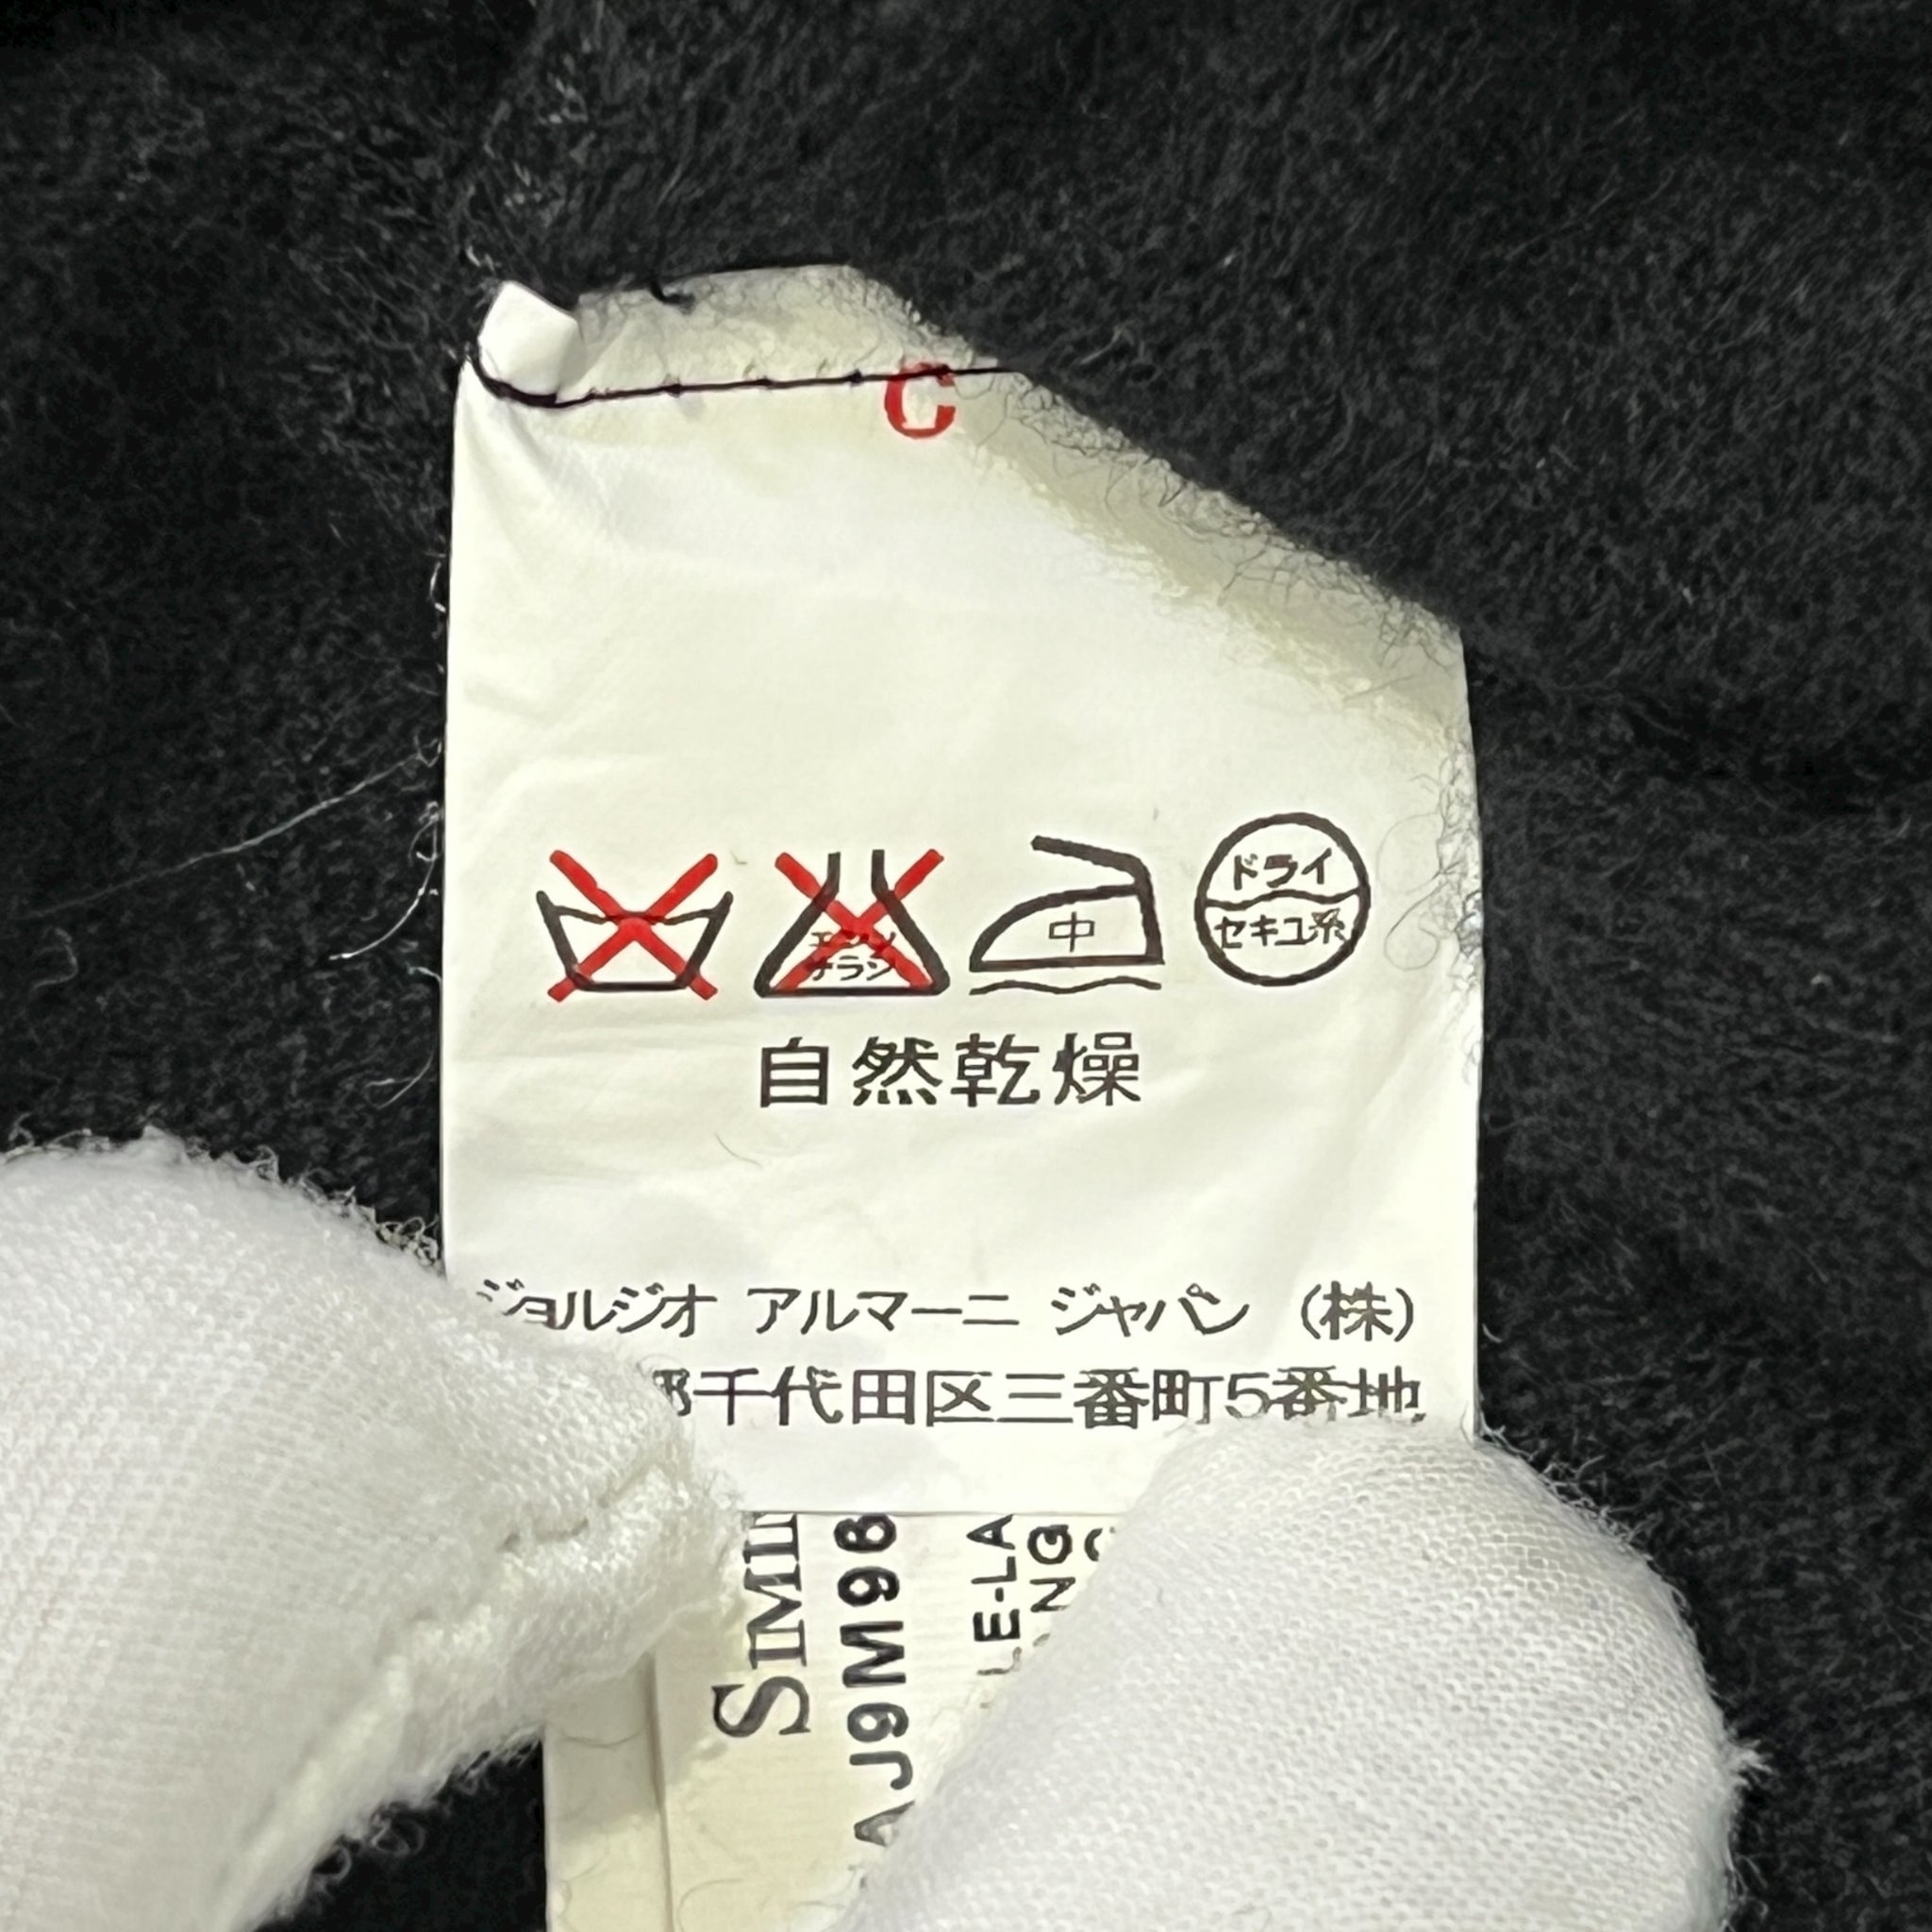 C
エンソ
サラシ
中
ドライ
セキユ系
自然乾燥
ジョルジオ アルマーニ ジャパン (株)
千代田区三番町5番地
AJ9M98
LE-LA